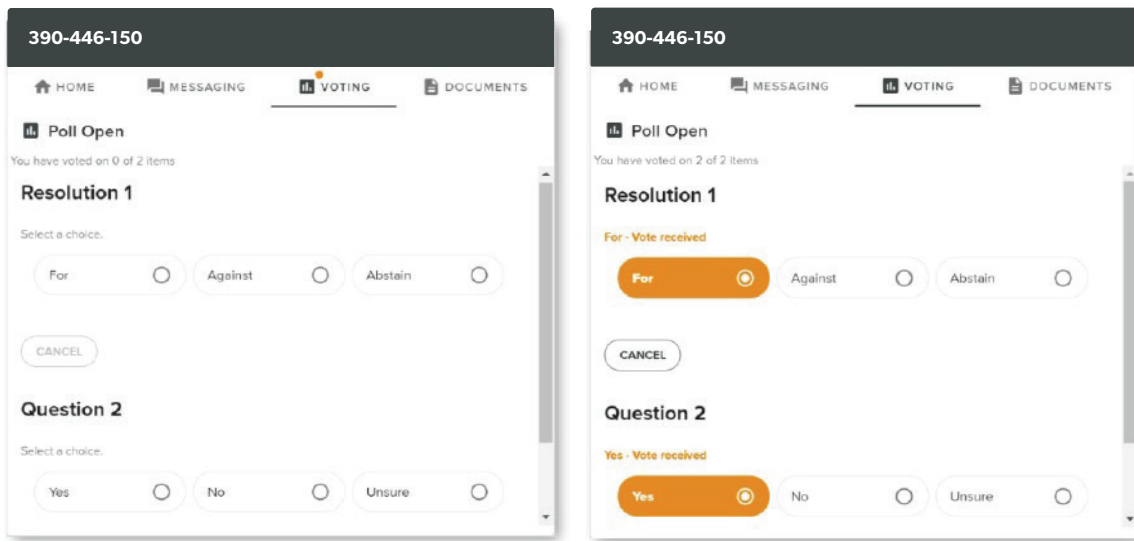 390-446-150
HOME MESSAGING VOTING DOCUMENTS
Poll Open
You have voted on 0 of 2 items
Resolution 1
Select a choice.
For Against Abstain
CANCEL
Question 2
Select a choice.
Yes No Unsure
390-446-150
HOME MESSAGING VOTING DOCUMENTS
Poll Open
You have voted on 2 of 2 items
Resolution 1
For - Vote received
For Against Abstain
CANCEL
Question 2
Yes - Vote received
Yes No Unsure